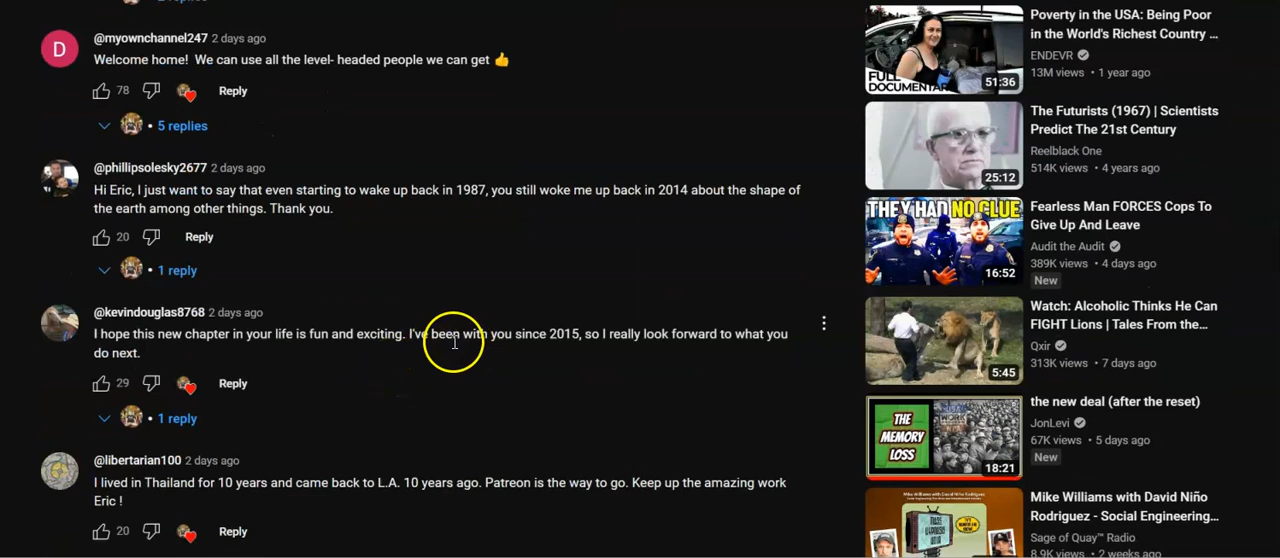 2 replies
D
@myownchannel247 2 days ago
Welcome home! We can use all the level- headed people we can get 👍
78 Reply
5 replies
@phillipsolesky2677 2 days ago
Hi Eric, I just want to say that even starting to wake up back in 1987, you still woke me up back in 2014 about the shape of
the earth among other things. Thank you.
20 Reply
1 reply
@kevindouglas8768 2 days ago
I hope this new chapter in your life is fun and exciting. I've been with you since 2015, so I really look forward to what you
do next.
29 Reply
1 reply
@libertarian100 2 days ago
I lived in Thailand for 10 years and came back to L.A. 10 years ago. Patreon is the way to go. Keep up the amazing work
Eric !
20 Reply
FULL
DOCUMENTARY
51:36
Poverty in the USA: Being Poor
in the World's Richest Country ...
ENDEVR
13M views • 1 year ago
25:12
The Futurists (1967) | Scientists
Predict The 21st Century
Reelblack One
514K views • 4 years ago
THEY HAD NO CLUE
16:52
Fearless Man FORCES Cops To
Give Up And Leave
Audit the Audit
389K views • 4 days ago
New
5:45
Watch: Alcoholic Thinks He Can
FIGHT Lions | Tales From the...
Qxir
313K views • 7 days ago
THE
MEMORY
LOSS
18:21
the new deal (after the reset)
JonLevi
67K views • 5 days ago
New
Mike Williams with David Niño Rodriguez
Mike Williams with David Niño
Rodriguez - Social Engineering...
Sage of Quay™ Radio
8.9K views • 2 weeks ago